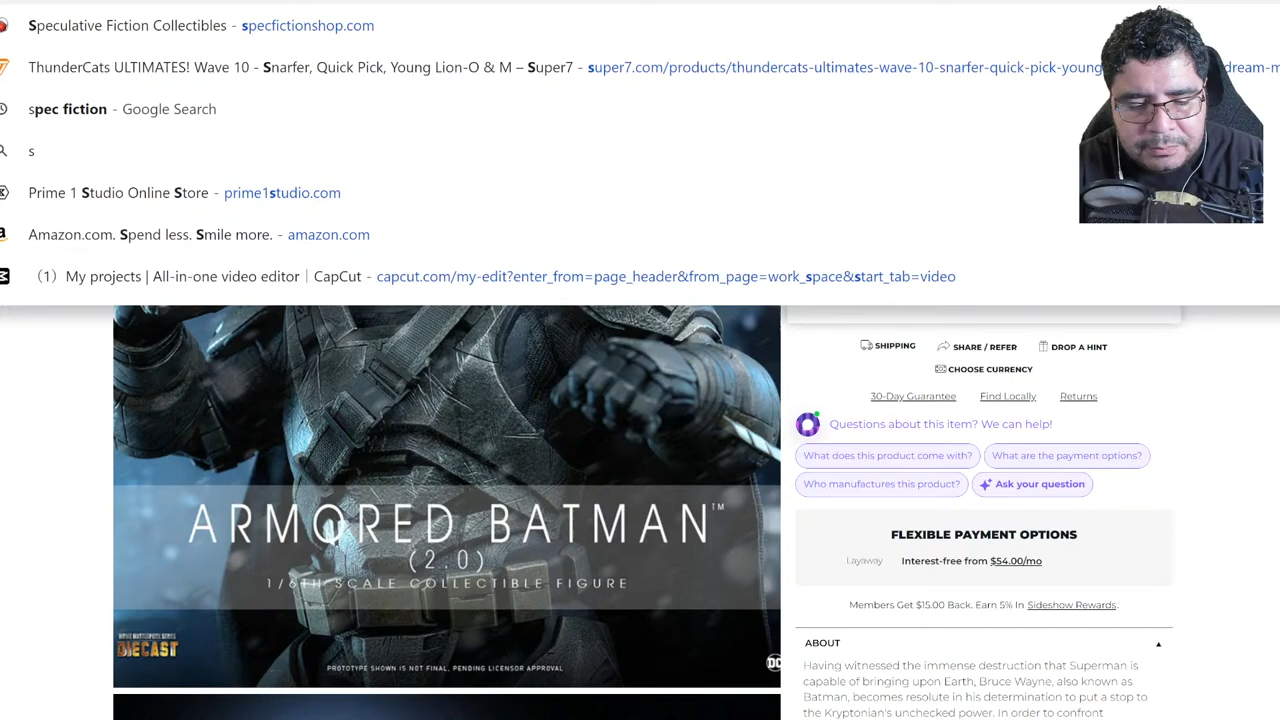 Speculative Fiction Collectibles - specfictionshop.com
ThunderCats ULTIMATES! Wave 10 - Snarfer, Quick Pick, Young Lion-O & M – Super7 - super7.com/products/thundercats-ultimates-wave-10-snarfer-quick-pick-young dream-m
spec fiction - Google Search
s
Prime 1 Studio Online Store - prime1studio.com
Amazon.com. Spend less. Smile more. - amazon.com
（1） My projects | All-in-one video editor | CapCut - capcut.com/my-edit?enter_from=page_header&from_page=work_space&start_tab=video
SHIPPING SHARE / REFER DROP A HINT
CHOOSE CURRENCY
30-Day Guarantee Find Locally Returns
Questions about this item? We can help!
What does this product come with? What are the payment options?
Who manufactures this product? Ask your question
ARMORED BATMAN™
(2.0)
1/6TH SCALE COLLECTIBLE FIGURE
MOVIE MASTERPIECE SERIES
DIECAST
PROTOTYPE SHOWN IS NOT FINAL, PENDING LICENSOR APPROVAL
DC
FLEXIBLE PAYMENT OPTIONS
Layaway Interest-free from $54.00/mo
Members Get $15.00 Back. Earn 5% In Sideshow Rewards.
ABOUT
Having witnessed the immense destruction that Superman is
capable of bringing upon Earth, Bruce Wayne, also known as
Batman, becomes resolute in his determination to put a stop to
the Kryptonian's unchecked power. In order to confront